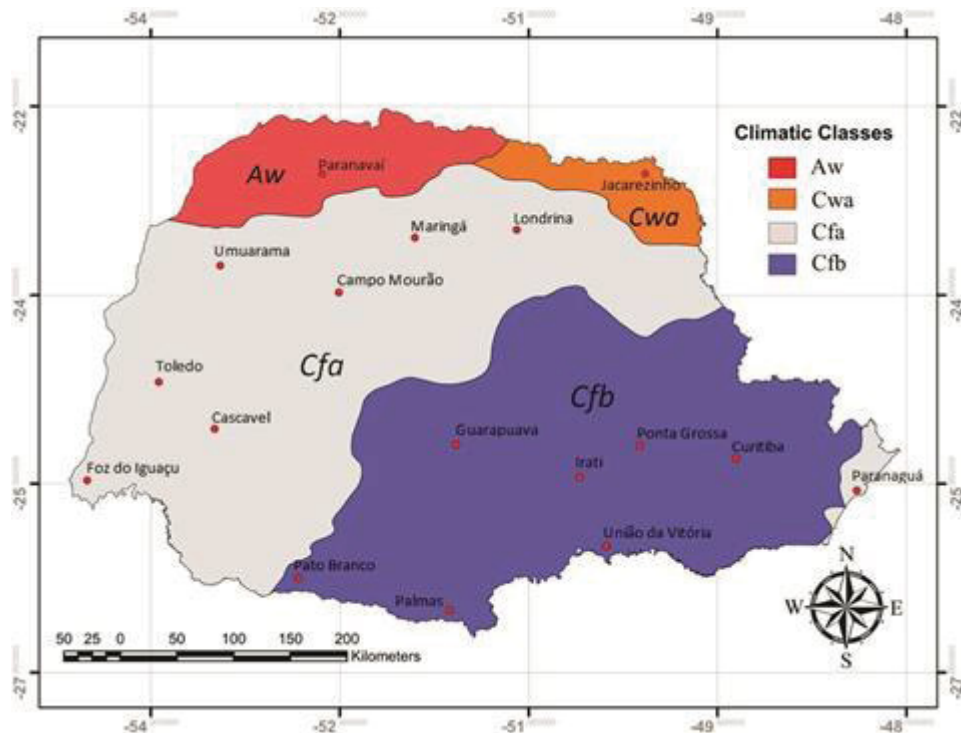 -54 -52 -51 -49 -48
-22 -22
Climatic Classes
Aw
Cwa
Cfa
Cfb
Paranavaí
Aw
Jacarezinho
Cwa
Maringá
Londrina
Umuarama
Campo Mourão
-24 -24
Toledo
Cfa
Cfb
Cascavel
Guarapuava
Ponta Grossa
Curitiba
Irati
Foz do Iguaçu
Paranaguá
-25 -25
União da Vitória
Pato Branco
Palmas
N
W E
S
50 25 0 50 100 150 200
Kilometers
-27 -27
-54 -52 -51 -49 -48